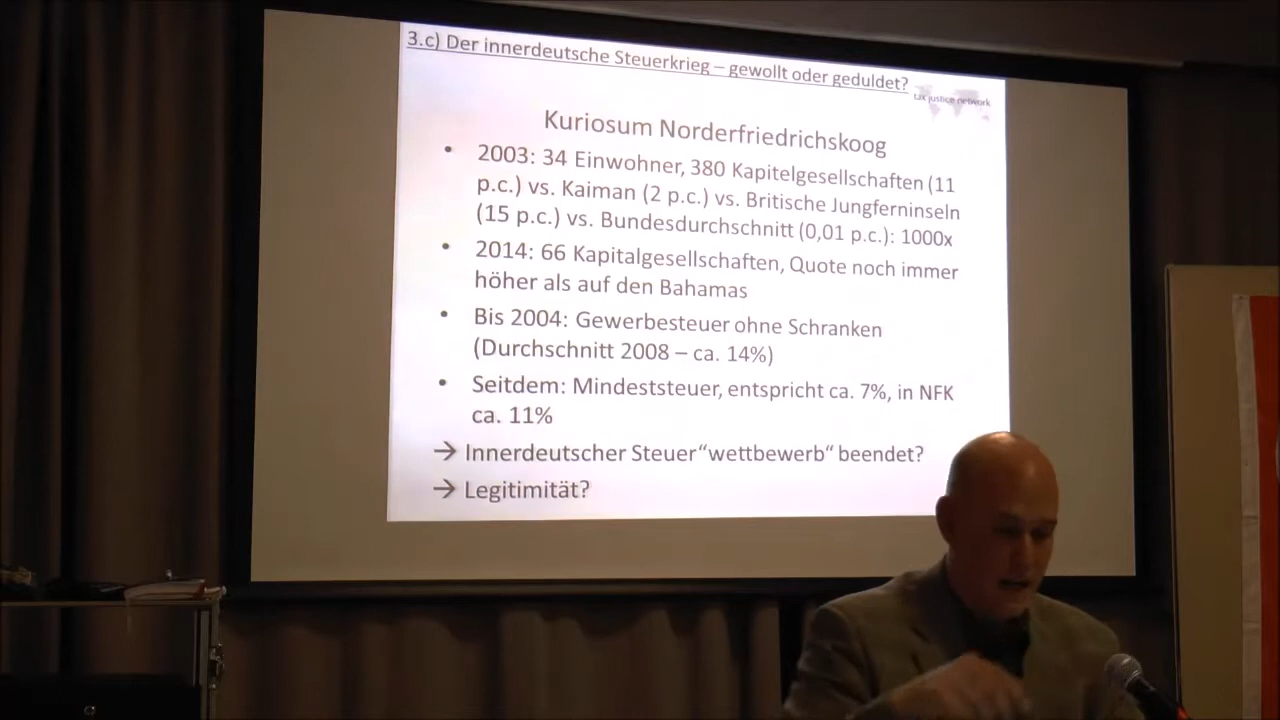 3.c) Der innerdeutsche Steuerkrieg – gewollt oder geduldet?
tax justice network
Kuriosum Norderfriedrichskoog
• 2003: 34 Einwohner, 380 Kapitelgesellschaften (11
p.c.) vs. Kaiman (2 p.c.) vs. Britische Jungferninseln
(15 p.c.) vs. Bundesdurchschnitt (0,01 p.c.): 1000x
• 2014: 66 Kapitalgesellschaften, Quote noch immer
höher als auf den Bahamas
• Bis 2004: Gewerbesteuer ohne Schranken
(Durchschnitt 2008 – ca. 14%)
• Seitdem: Mindeststeuer, entspricht ca. 7%, in NFK
ca. 11%
→ Innerdeutscher Steuer“wettbewerb“ beendet?
→ Legitimität?